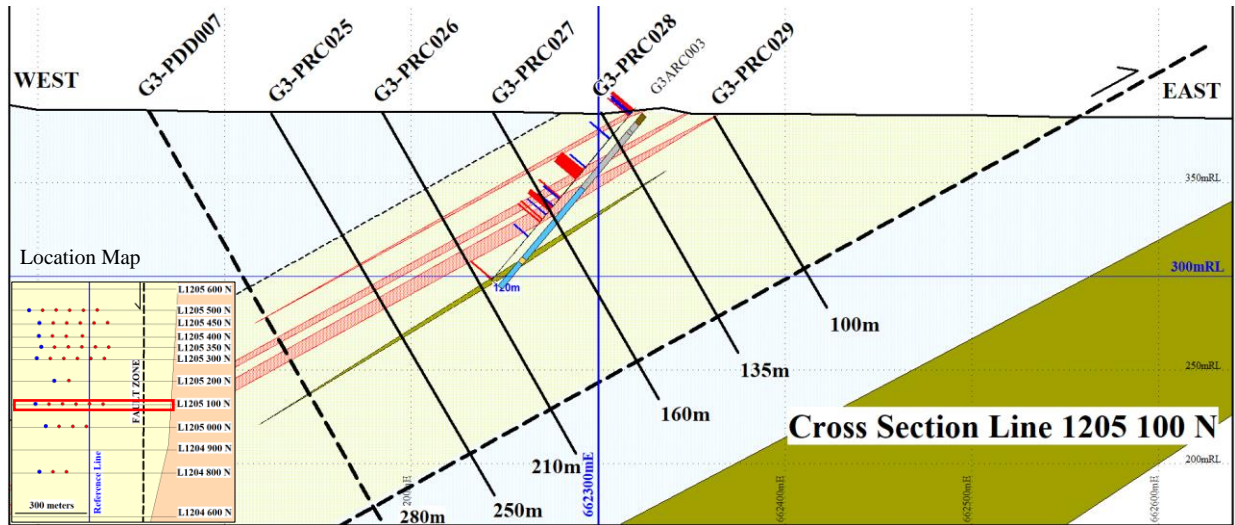 G3-PDD007
G3-PRC025
G3-PRC026
G3-PRC027
G3-PRC028
G3ARC003
G3-PRC029
WEST
EAST
350mRL
300mRL
250mRL
200mRL
120m
100m
135m
160m
210m
250m
280m
662300mE
662400mE
662500mE
662600mE
Cross Section Line 1205 100 N
Location Map
L1205 600 N
L1205 500 N
L1205 450 N
L1205 400 N
L1205 350 N
L1205 300 N
L1205 200 N
L1205 100 N
L1205 000 N
L1204 900 N
L1204 800 N
L1204 600 N
FAULT ZONE
Reference Line
300 meters